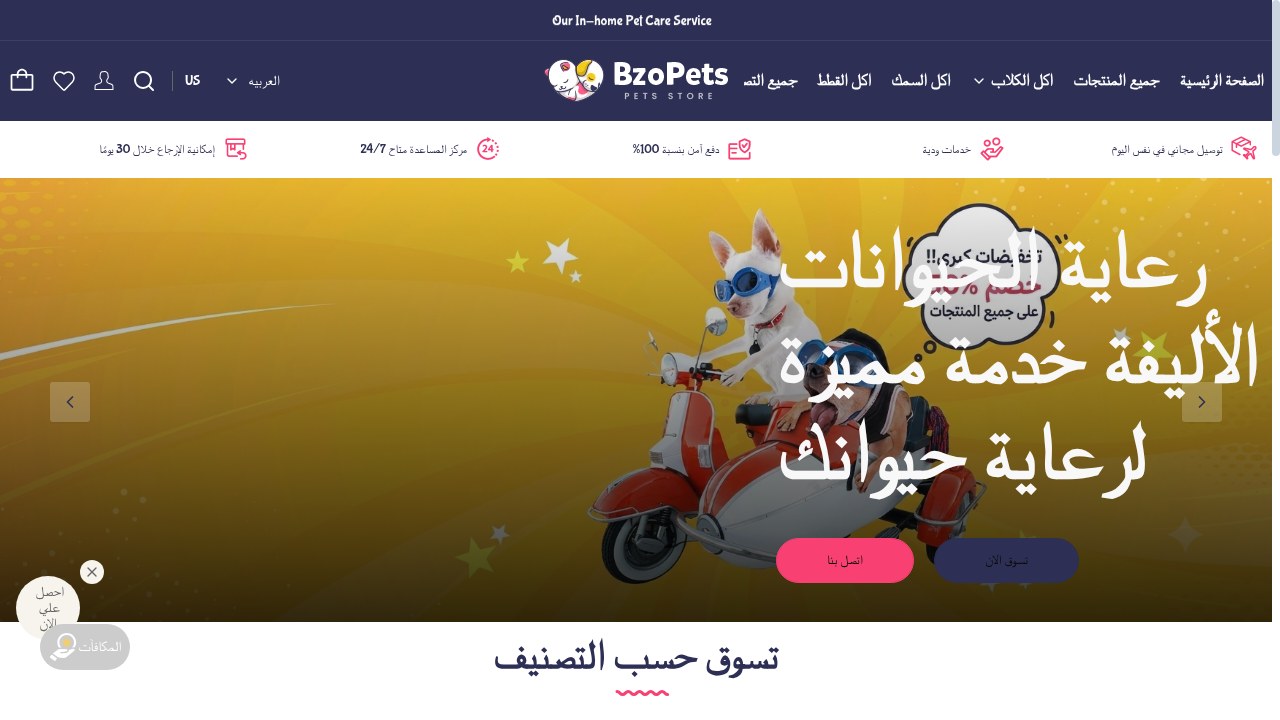 Our In-home Pet Care Service
الصفحة الرئيسية
جميع المنتجات
اكل الكلاب
اكل السمك
اكل القطط
جميع التص
BzoPets
PETS STORE
العربيه
US
توصيل مجاني في نفس اليوم
خدمات ودية
دفع آمن بنسبة 100%
مركز المساعدة متاح 24/7
24
إمكانية الإرجاع خلال 30 يومًا
تخفيضات كبرى!!
خصم
على جميع المنتجات
رعاية الحيوانات
الأليفة خدمة مميزة
لرعاية حيوانك
تسوق الان
اتصل بنا
احصل
علي
الان
المكافآت
تسوق حسب التصنيف